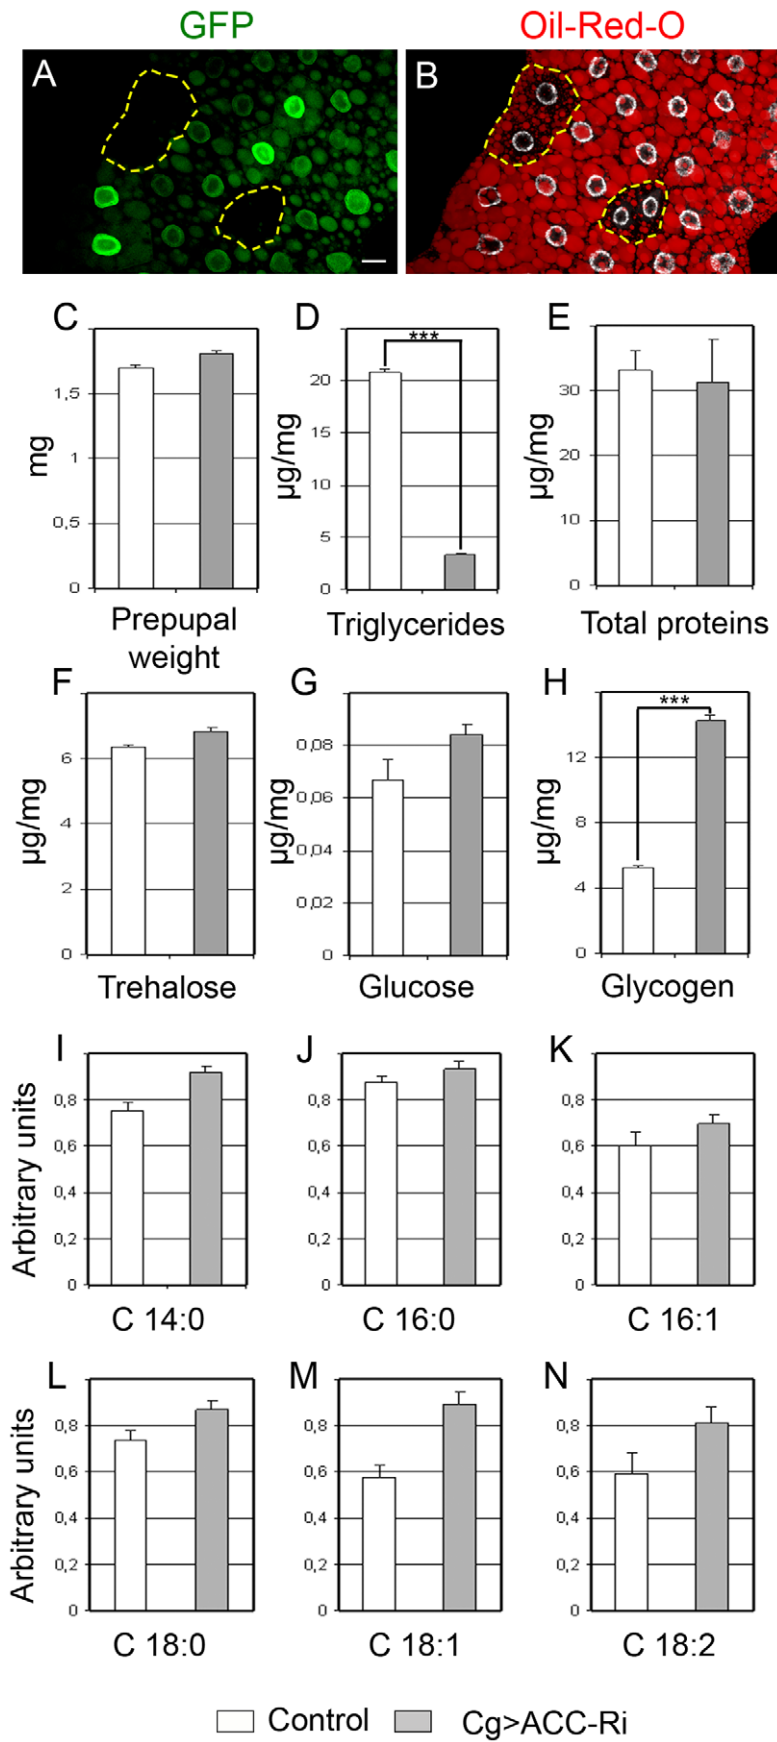 GFP
Oil-Red-O
A
B
C
D
E
mg
1,5
1
0,5
0
µg/mg
20
15
10
5
0
***
µg/mg
30
20
10
0
Prepupal weight
Triglycerides
Total proteins
F
G
H
µg/mg
6
4
2
0
µg/mg
0,08
0,06
0,04
0,02
0
µg/mg
12
8
4
0
***
Trehalose
Glucose
Glycogen
I
J
K
Arbitrary units
0,8
0,6
0,4
0,2
0
0,8
0,6
0,4
0,2
0
0,8
0,6
0,4
0,2
0
C 14:0
C 16:0
C 16:1
L
M
N
Arbitrary units
0,8
0,6
0,4
0,2
0
0,8
0,6
0,4
0,2
0
0,8
0,6
0,4
0,2
0
C 18:0
C 18:1
C 18:2
Control
Cg>ACC-Ri